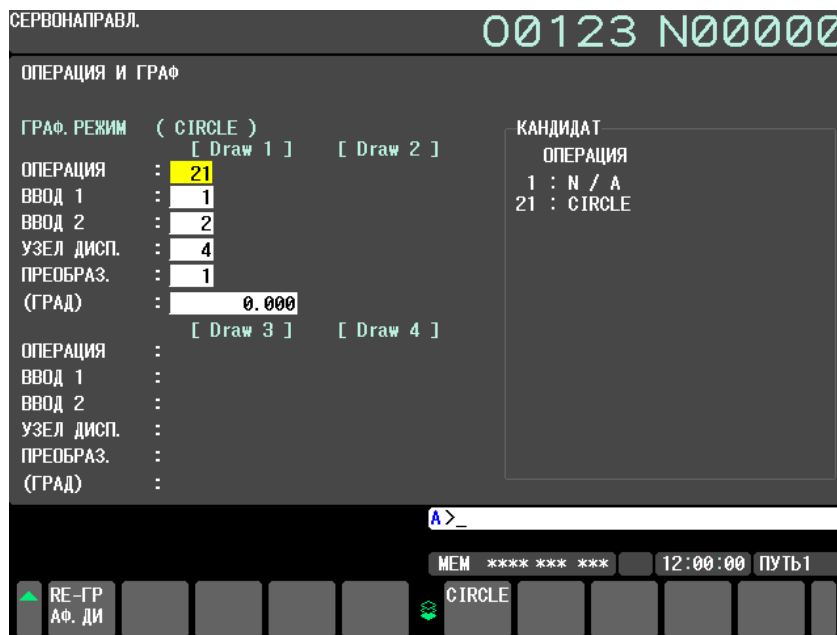 СЕРВОНАПРАВЛ.
O0123 N00000
ОПЕРАЦИЯ И ГРАФ
ГРАФ. РЕЖИМ ( CIRCLE )
[ Draw 1 ] [ Draw 2 ]
ОПЕРАЦИЯ : 21
ВВОД 1 : 1
ВВОД 2 : 2
УЗЕЛ ДИСП. : 4
ПРЕОБРАЗ. : 1
(ГРАД) : 0.000
[ Draw 3 ] [ Draw 4 ]
ОПЕРАЦИЯ :
ВВОД 1 :
ВВОД 2 :
УЗЕЛ ДИСП. :
ПРЕОБРАЗ. :
(ГРАД) :
КАНДИДАТ
ОПЕРАЦИЯ
1 : N / A
21 : CIRCLE
A >_
MEM **** *** *** 12:00:00 ПУТЬ1
RE-ГР
АФ. ДИ
CIRCLE